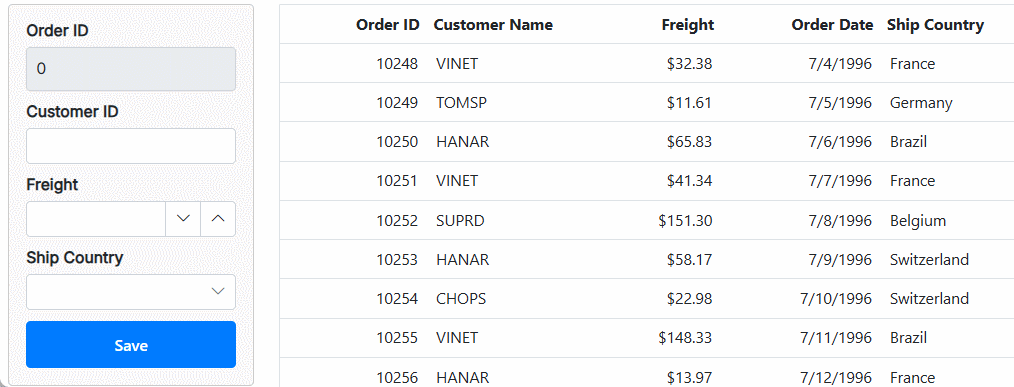 Order ID
0
Customer ID
Freight
Ship Country
Save
Order ID Customer Name Freight Order Date Ship Country
10248 VINET $32.38 7/4/1996 France
10249 TOMSP $11.61 7/5/1996 Germany
10250 HANAR $65.83 7/6/1996 Brazil
10251 VINET $41.34 7/7/1996 France
10252 SUPRD $151.30 7/8/1996 Belgium
10253 HANAR $58.17 7/9/1996 Switzerland
10254 CHOPS $22.98 7/10/1996 Switzerland
10255 VINET $148.33 7/11/1996 Brazil
10256 HANAR $13.97 7/12/1996 France